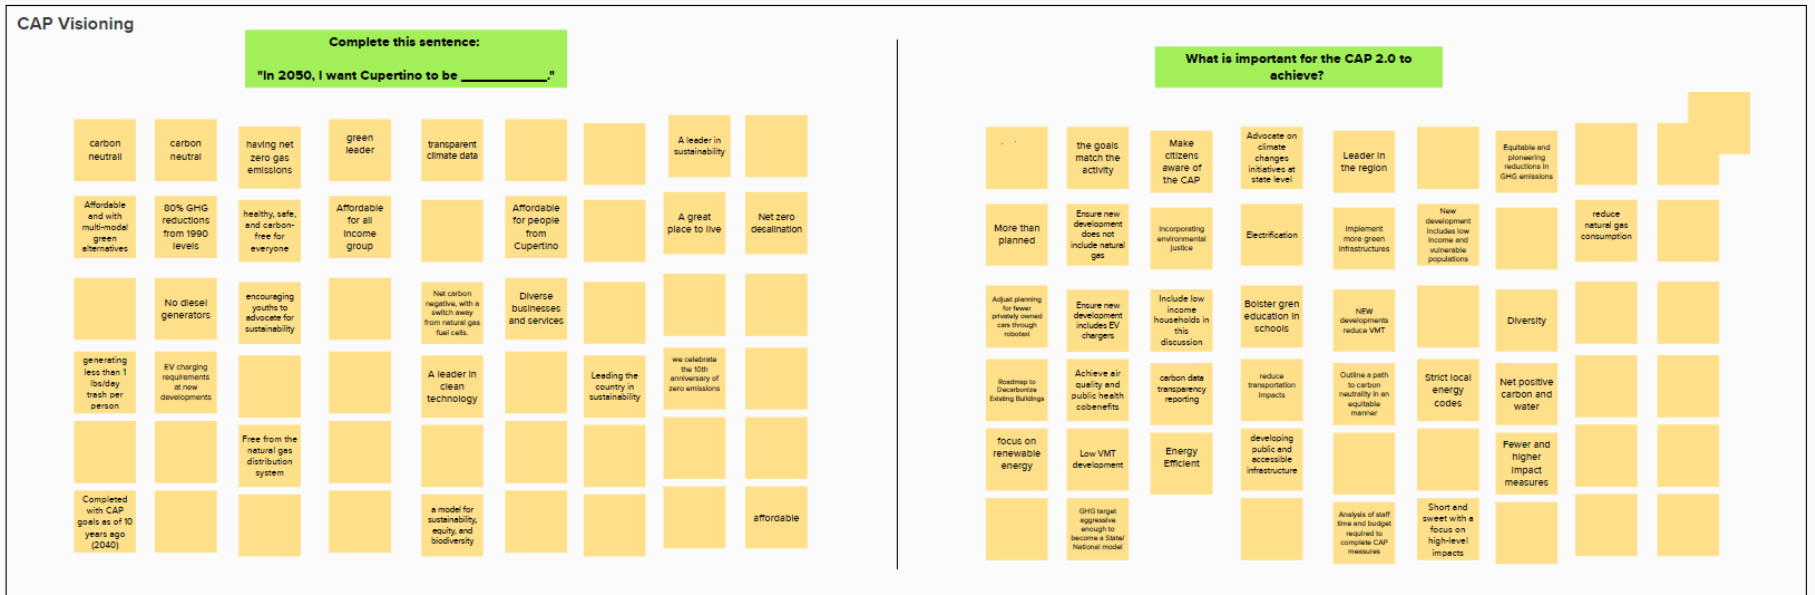 CAP Visioning
Complete this sentence:
"In 2050, I want Cupertino to be ____________."
carbon
neutrall
carbon
neutral
having net
zero gas
emissions
green
leader
transparent
climate data
A leader in
sustainability
Affordable
and with
multi-modal
green
alternatives
80% GHG
reductions
from 1990
levels
healthy, safe,
and carbon-
free for
everyone
Affordable
for all
income
group
Affordable
for people
from
Cupertino
A great
place to live
Net zero
desalination
No diesel
generators
encouraging
youths to
advocate for
sustainability
Net carbon
negative, with a
switch away
from natural gas
fuel cells.
Diverse
businesses
and services
generating
less than 1
lbs/day
trash per
person
EV charging
requirements
at new
developments
A leader in
clean
technology
Leading the
country in
sustainability
we celebrate
the 10th
anniversary of
zero emissions
Free from the
natural gas
distribution
system
Completed
with CAP
goals as of 10
years ago
(2040)
a model for
sustainability,
equity, and
biodiversity
affordable
What is important for the CAP 2.0 to
achieve?
the goals
match the
activity
Make
citizens
aware of
the CAP
Advocate on
climate
changes
initiatives at
state level
Leader in
the region
Equitable and
pioneering
reductions in
GHG emissions
More than
planned
Ensure new
development
does not
include natural
gas
Incorporating
environmental
justice
Electrification
Implement
more green
infrastructures
New
development
includes low
income and
vulnerable
populations
reduce
natural gas
consumption
Adjust planning
for fewer
privately owned
cars through
robotaxi
Ensure new
development
includes EV
chargers
Include low
income
households in
this
discussion
Bolster gren
education in
schools
NEW
developments
reduce VMT
Diversity
Roadmap to
Decarbonize
Existing Buildings
Achieve air
quality and
public health
cobenefits
carbon data
transparency
reporting
reduce
transportation
impacts
Outline a path
to carbon
neutrality in an
equitable
manner
Strict local
energy
codes
Net positive
carbon and
water
focus on
renewable
energy
Low VMT
development
Energy
Efficient
developing
public and
accessible
infrastructure
Fewer and
higher
impact
measures
GHG target
aggressive
enough to
become a State/
National model
Analysis of staff
time and budget
required to
complete CAP
measures
Short and
sweet with a
focus on
high-level
impacts